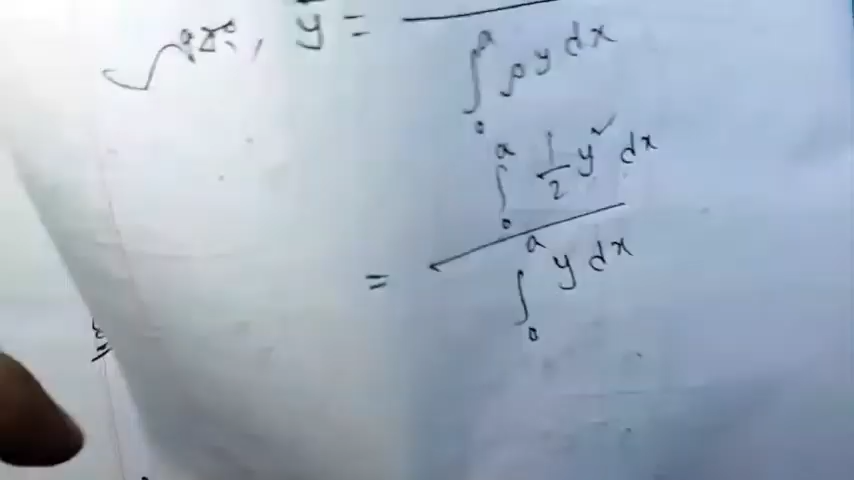 , ȳ =
∫₀ᵃ ρ y dx
= ∫₀ᵃ 1/2 y² dx / ∫₀ᵃ y dx